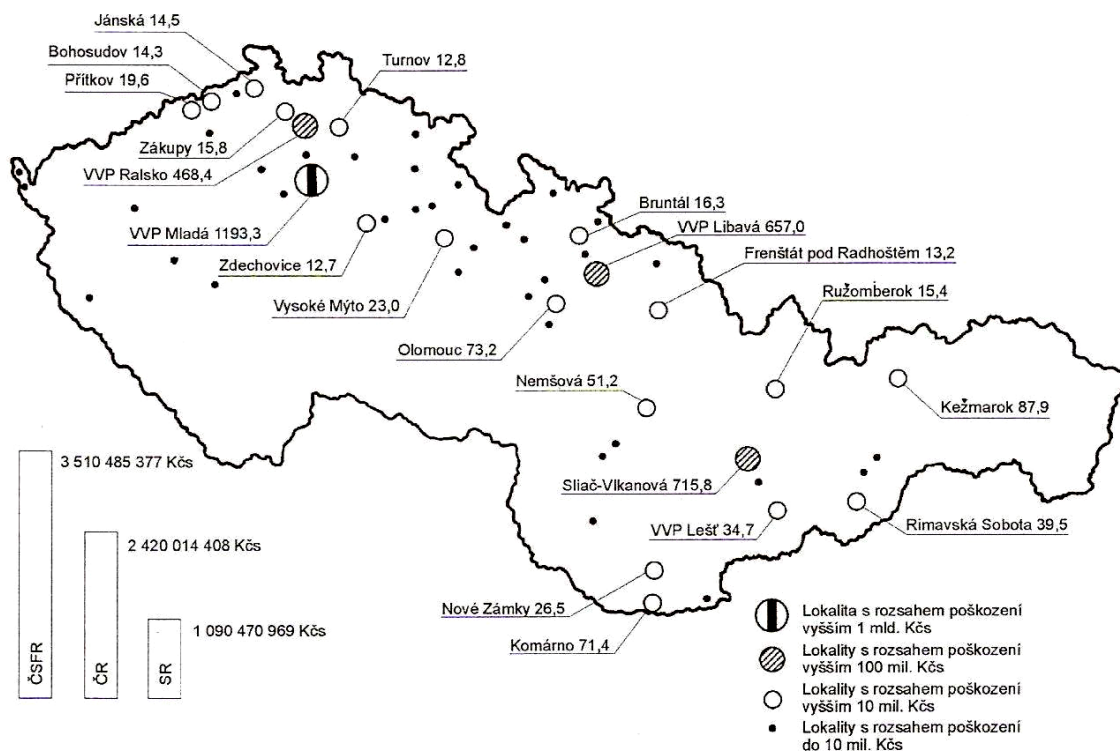 Jánská 14,5
Bohosudov 14,3
Přítkov 19,6
Turnov 12,8
Zákupy 15,8
VVP Ralsko 468,4
VVP Mladá 1193,3
Zdechovice 12,7
Vysoké Mýto 23,0
Olomouc 73,2
Bruntál 16,3
VVP Libavá 657,0
Frenštát pod Radhoštěm 13,2
Ružomberok 15,4
Nemšová 51,2
Kežmarok 87,9
Sliač-Vlkanová 715,8
VVP Lešť 34,7
Rimavská Sobota 39,5
Nové Zámky 26,5
Komárno 71,4
3 510 485 377 Kčs
2 420 014 408 Kčs
1 090 470 969 Kčs
ČSFR
ČR
SR
Lokalita s rozsahem poškození
vyšším 1 mld. Kčs
Lokality s rozsahem poškození
vyšším 100 mil. Kčs
Lokality s rozsahem poškození
vyšším 10 mil. Kčs
Lokality s rozsahem poškození
do 10 mil. Kčs